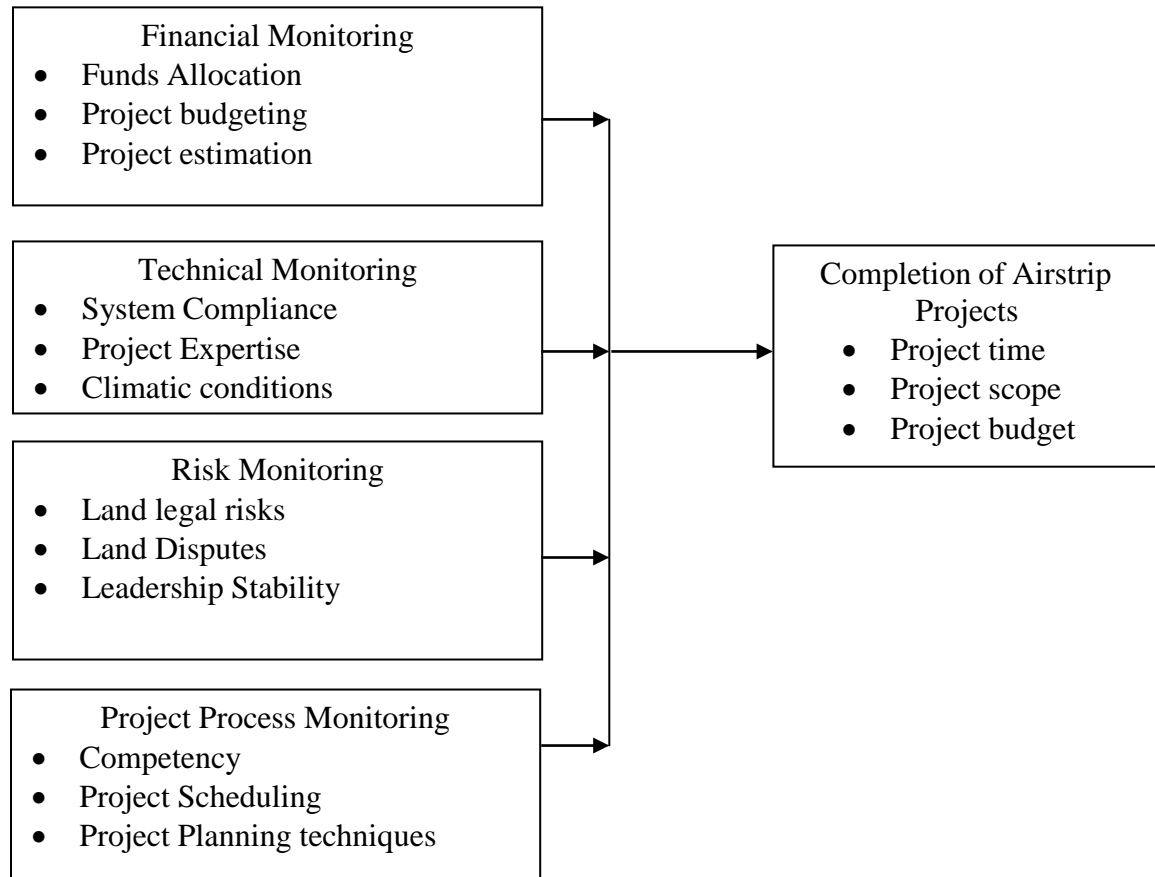 Financial Monitoring
• Funds Allocation
• Project budgeting
• Project estimation
Technical Monitoring
• System Compliance
• Project Expertise
• Climatic conditions
Risk Monitoring
• Land legal risks
• Land Disputes
• Leadership Stability
Project Process Monitoring
• Competency
• Project Scheduling
• Project Planning techniques
Completion of Airstrip
Projects
• Project time
• Project scope
• Project budget